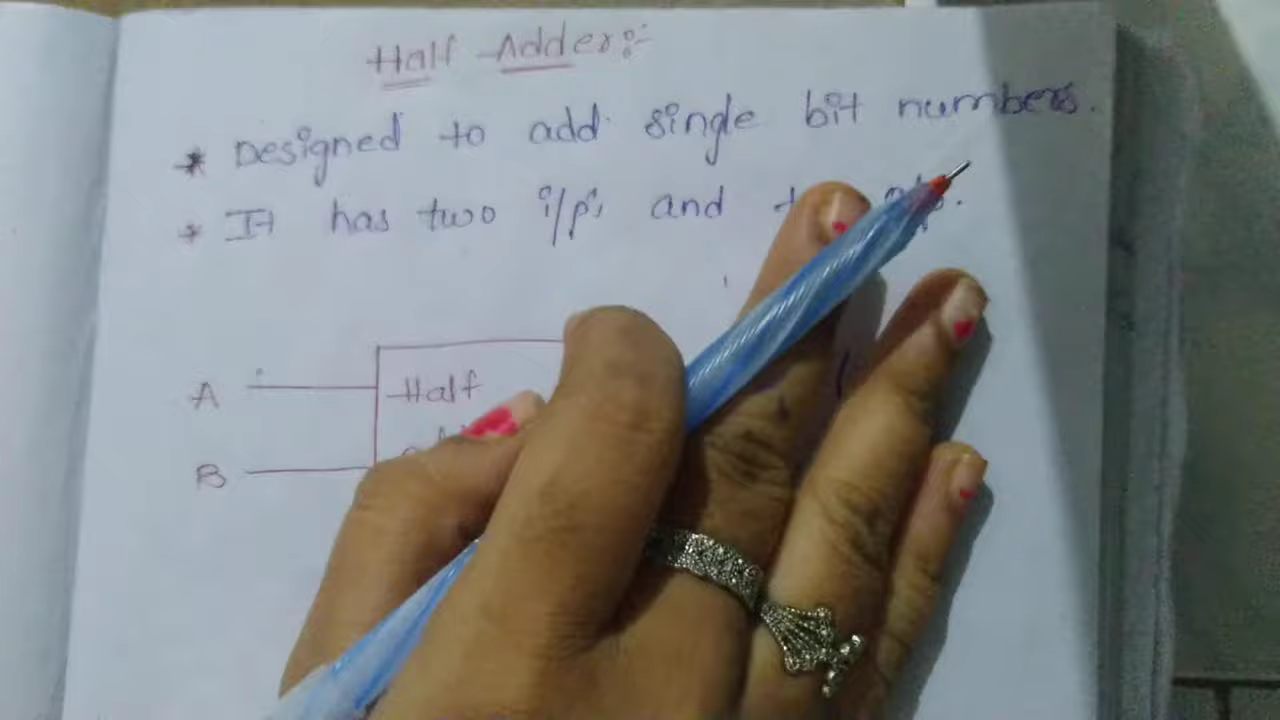 Half Adder:-
* Designed to add single bit numbers.
* It has two i/p's and
A
Half
B